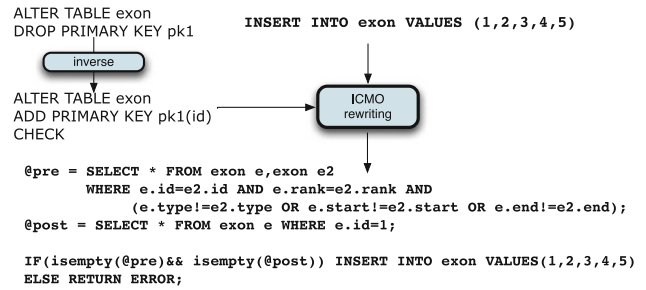 ALTER TABLE exon
DROP PRIMARY KEY pk1
INSERT INTO exon VALUES (1,2,3,4,5)
inverse
ALTER TABLE exon
ADD PRIMARY KEY pk1(id)
CHECK
ICMO
rewriting
@pre = SELECT * FROM exon e,exon e2
WHERE e.id=e2.id AND e.rank=e2.rank AND
(e.type!=e2.type OR e.start!=e2.start OR e.end!=e2.end);
@post = SELECT * FROM exon e WHERE e.id=1;
IF(isempty(@pre)&& isempty(@post)) INSERT INTO exon VALUES(1,2,3,4,5)
ELSE RETURN ERROR;